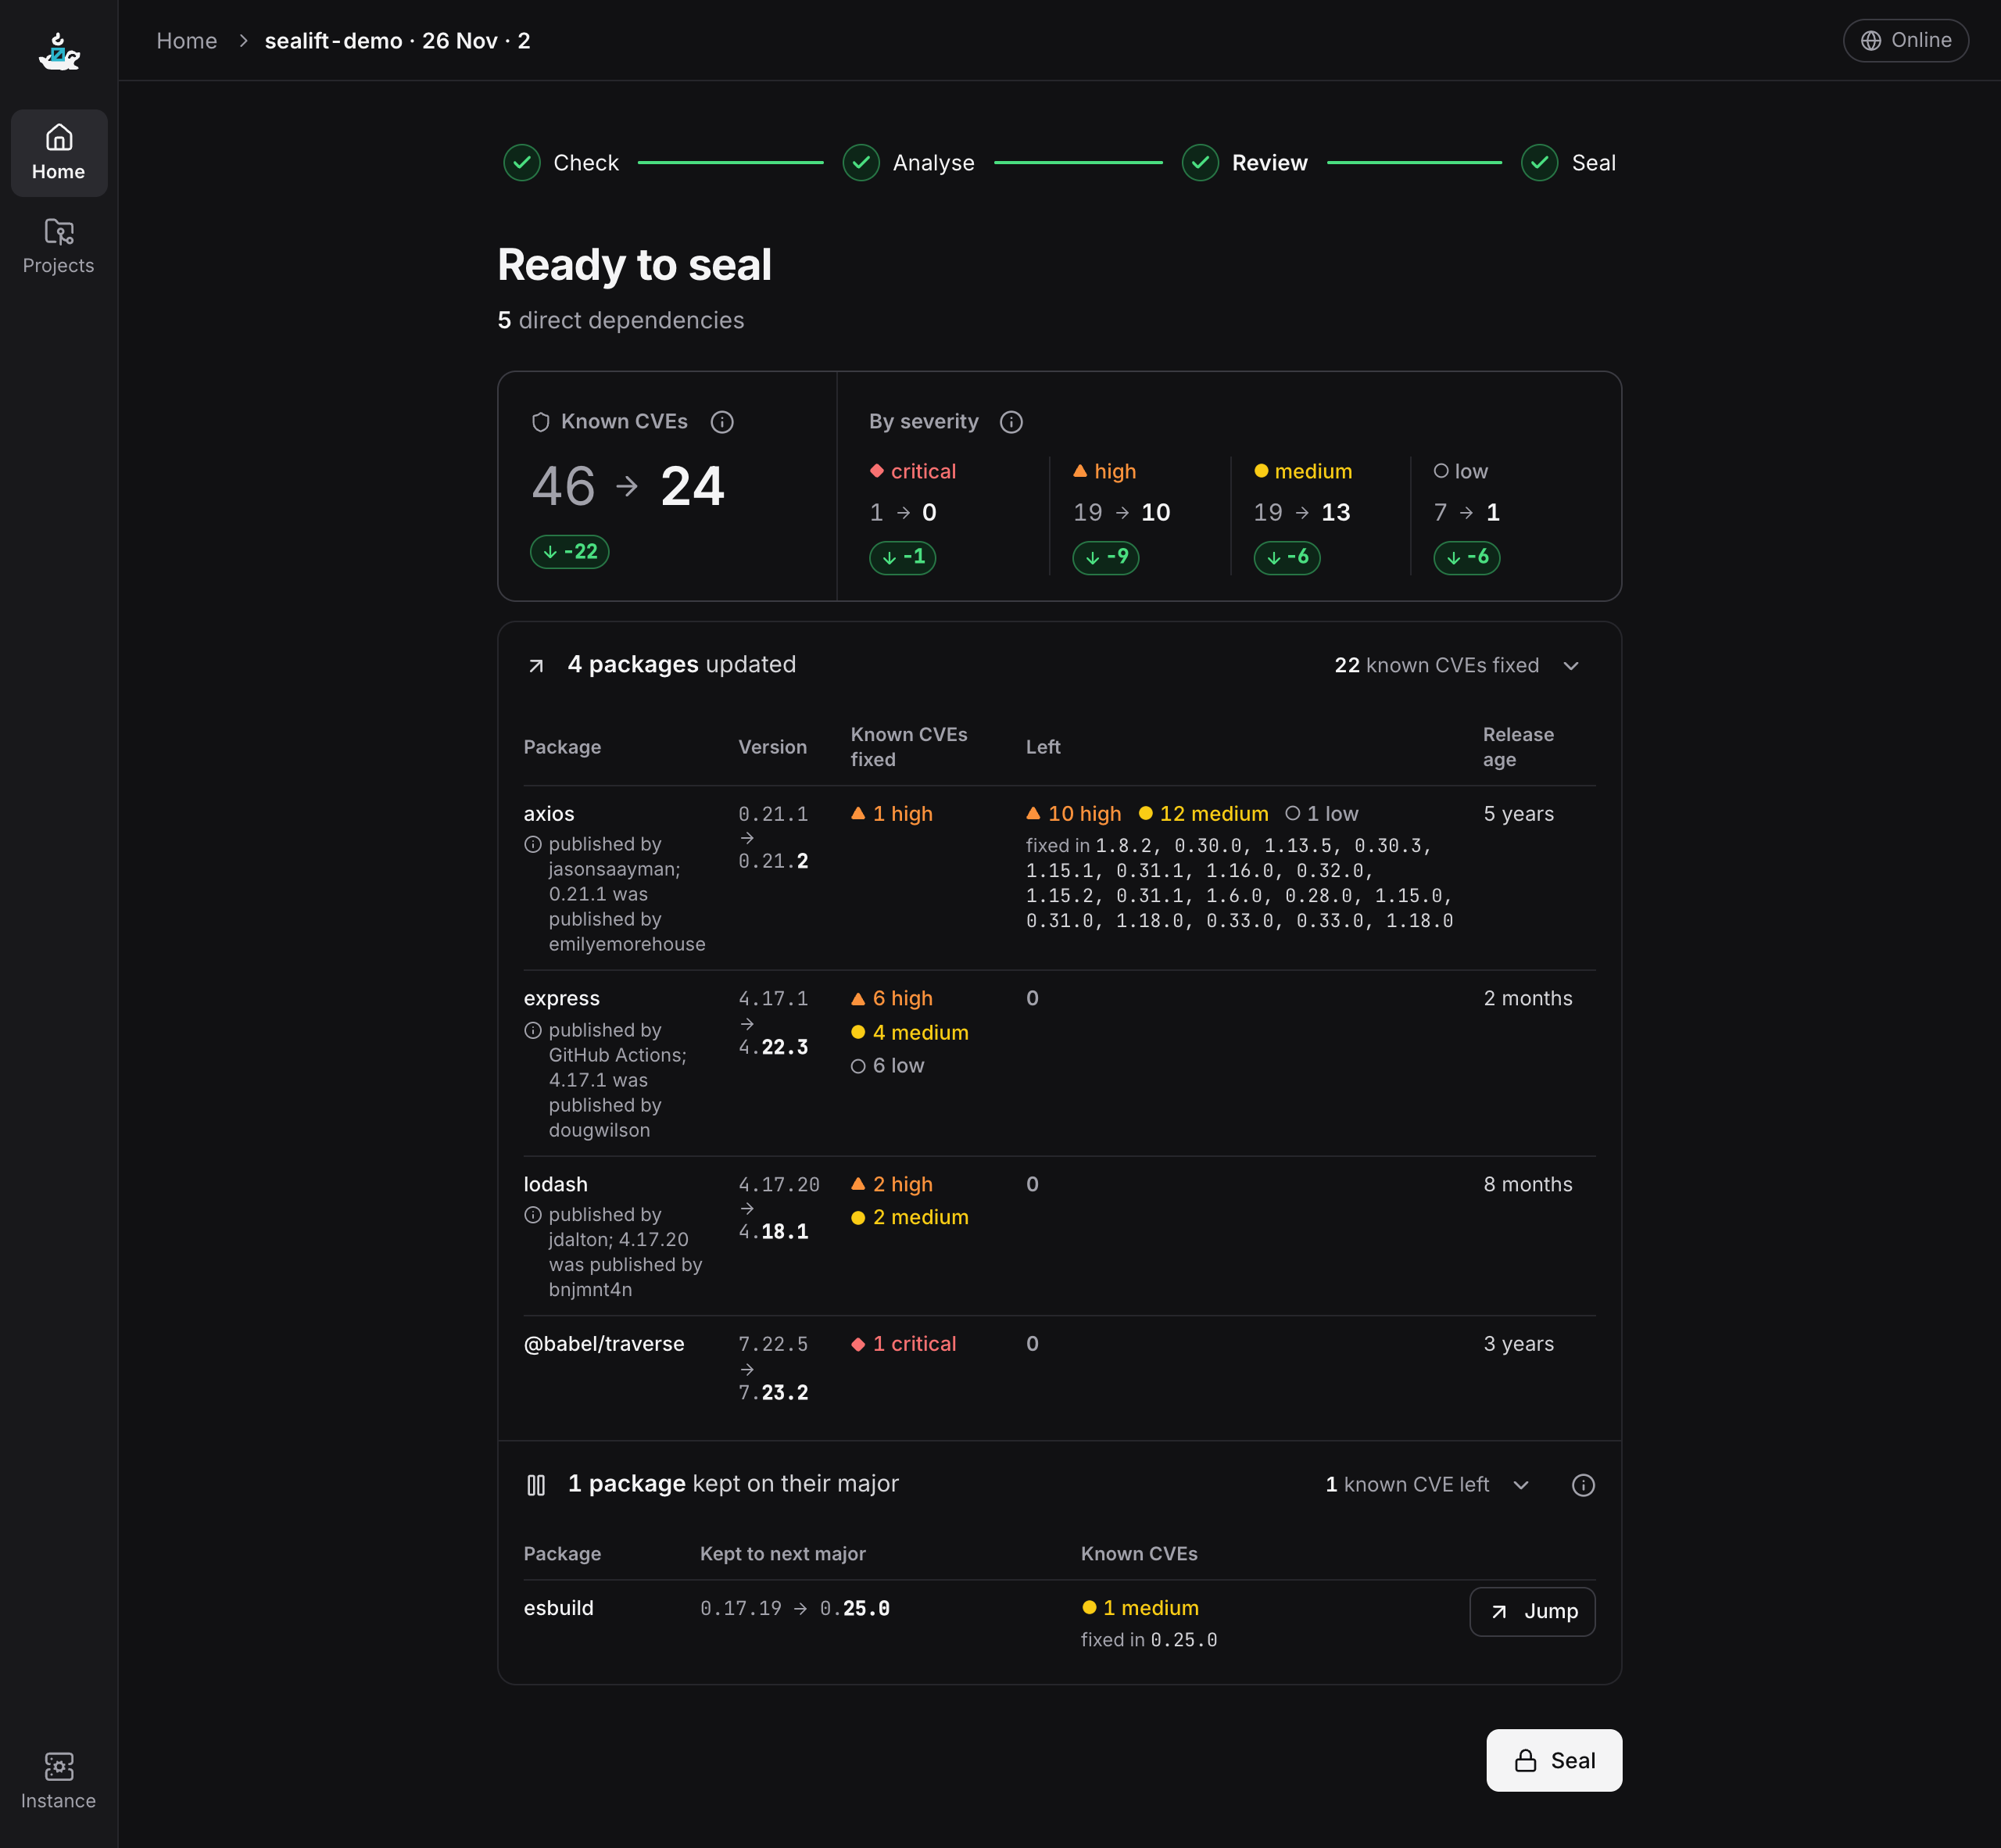 Home
Projects
Instance
Home > sealift-demo · 26 Nov · 2
Online
Check
Analyse
Review
Seal
Ready to seal
5 direct dependencies
Known CVEs
46 → 24
↓ -22
By severity
critical
1 → 0
↓ -1
high
19 → 10
↓ -9
medium
19 → 13
↓ -6
low
7 → 1
↓ -6
4 packages updated
22 known CVEs fixed
Package
Version
Known CVEs
fixed
Left
Release
age
axios
published by
jasonsaayman;
0.21.1 was
published by
emilyemorehouse
0.21.1
→
0.21.2
1 high
10 high 12 medium 1 low
fixed in 1.8.2, 0.30.0, 1.13.5, 0.30.3,
1.15.1, 0.31.1, 1.16.0, 0.32.0,
1.15.2, 0.31.1, 1.6.0, 0.28.0, 1.15.0,
0.31.0, 1.18.0, 0.33.0, 0.33.0, 1.18.0
5 years
express
published by
GitHub Actions;
4.17.1 was
published by
dougwilson
4.17.1
→
4.22.3
6 high
4 medium
6 low
0
2 months
lodash
published by
jdalton; 4.17.20
was published by
bnjmnt4n
4.17.20
→
4.18.1
2 high
2 medium
0
8 months
@babel/traverse
7.22.5
→
7.23.2
1 critical
0
3 years
1 package kept on their major
1 known CVE left
Package
Kept to next major
Known CVEs
esbuild
0.17.19 → 0.25.0
1 medium
fixed in 0.25.0
Jump
Seal